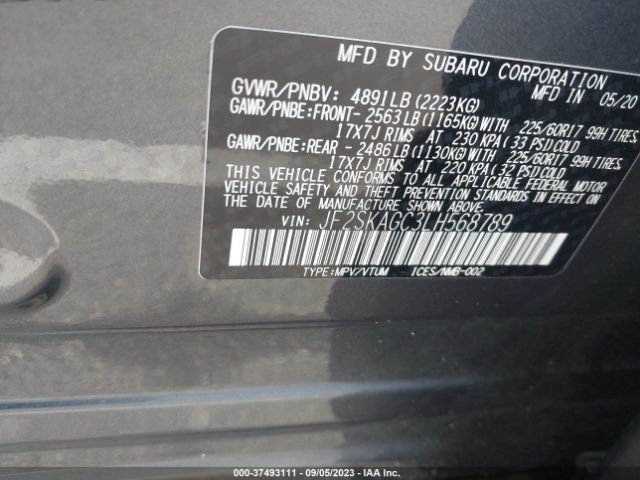 MFD BY SUBARU CORPORATION
MFD IN 05/20
GVWR/PNBV: 4891LB(2223KG)
GAWR/PNBE:FRONT- 2563LB(1165KG)WITH 225/60R17 99H TIRES,
17X7J RIMS AT 230 KPA(33 PSI)COLD
GAWR/PNBE:REAR - 2486LB(1130KG)WITH 225/60R17 99H TIRES,
17X7J RIMS AT 220 KPA(32 PSI)COLD
THIS VEHICLE CONFORMS TO ALL APPLICABLE FEDERAL MOTOR
VEHICLE SAFETY AND THEFT PREVENTION STANDARDS IN EFFECT ON
THE DATE OF MANUFACTURE SHOWN ABOVE.
VIN: JF2SKAGC3LH568789
TYPE:MPV/VTUM ICES/NMB-002
000-37493111 - 09/05/2023 - IAA Inc.